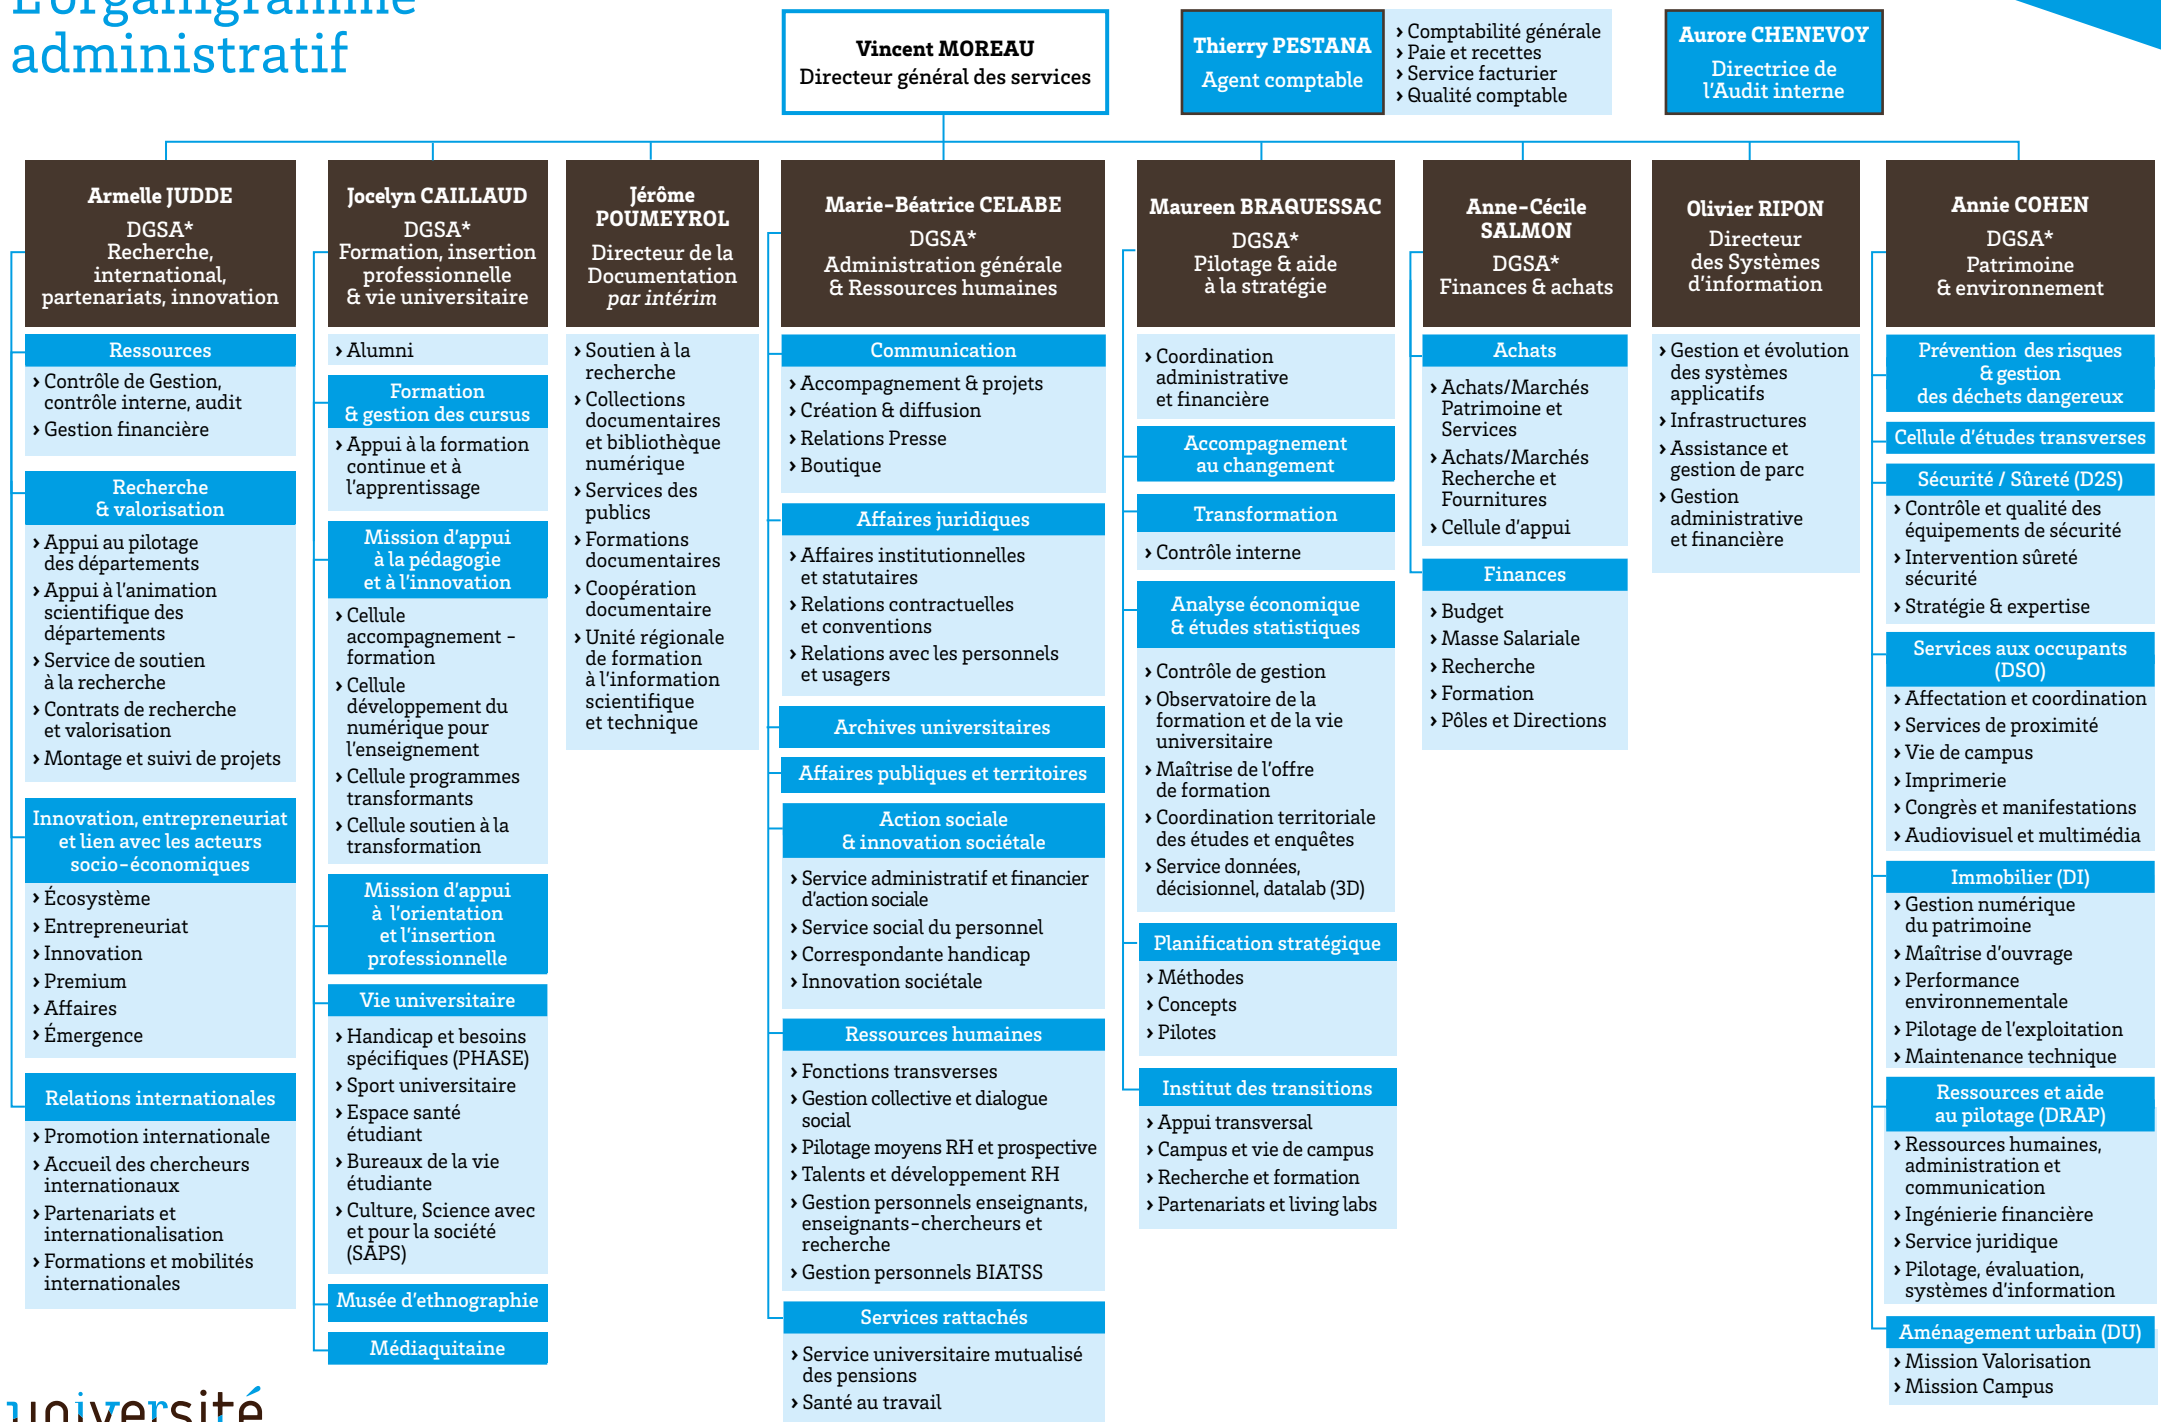 L'organigramme
administratif
Vincent MOREAU
Directeur général des services
Thierry PESTANA
Agent comptable
› Comptabilité générale
› Paie et recettes
› Service facturier
› Qualité comptable
Aurore CHENEVOY
Directrice de
l'Audit interne
Armelle JUDDE
DGSA*
Recherche,
international,
partenariats, innovation
Ressources
› Contrôle de Gestion,
contrôle interne, audit
› Gestion financière
Recherche
& valorisation
› Appui au pilotage
des départements
› Appui à l'animation
scientifique des
départements
› Service de soutien
à la recherche
› Contrats de recherche
et valorisation
› Montage et suivi de projets
Innovation, entrepreneuriat
et lien avec les acteurs
socio-économiques
› Écosystème
› Entrepreneuriat
› Innovation
› Premium
› Affaires
› Émergence
Relations internationales
› Promotion internationale
› Accueil des chercheurs
internationaux
› Partenariats et
internationalisation
› Formations et mobilités
internationales
Jocelyn CAILLAUD
DGSA*
Formation, insertion
professionnelle
& vie universitaire
› Alumni
Formation
& gestion des cursus
› Appui à la formation
continue et à
l'apprentissage
Mission d'appui
à la pédagogie
et à l'innovation
› Cellule
accompagnement -
formation
› Cellule
développement du
numérique pour
l'enseignement
› Cellule programmes
transformants
› Cellule soutien à la
transformation
Mission d'appui
à l'orientation
et l'insertion
professionnelle
Vie universitaire
› Handicap et besoins
spécifiques (PHASE)
› Sport universitaire
› Espace santé
étudiant
› Bureaux de la vie
étudiante
› Culture, Science avec
et pour la société
(SAPS)
Musée d'ethnographie
Médiaquitaine
Jérôme
POUMEYROL
Directeur de la
Documentation
par intérim
› Soutien à la
recherche
› Collections
documentaires
et bibliothèque
numérique
› Services des
publics
› Formations
documentaires
› Coopération
documentaire
› Unité régionale
de formation
à l'information
scientifique
et technique
Marie-Béatrice CELABE
DGSA*
Administration générale
& Ressources humaines
Communication
› Accompagnement & projets
› Création & diffusion
› Relations Presse
› Boutique
Affaires juridiques
› Affaires institutionnelles
et statutaires
› Relations contractuelles
et conventions
› Relations avec les personnels
et usagers
Archives universitaires
Affaires publiques et territoires
Action sociale
& innovation sociétale
› Service administratif et financier
d'action sociale
› Service social du personnel
› Correspondante handicap
› Innovation sociétale
Ressources humaines
› Fonctions transverses
› Gestion collective et dialogue
social
› Pilotage moyens RH et prospective
› Talents et développement RH
› Gestion personnels enseignants,
enseignants-chercheurs et
recherche
› Gestion personnels BIATSS
Services rattachés
› Service universitaire mutualisé
des pensions
› Santé au travail
Maureen BRAQUESSAC
DGSA*
Pilotage & aide
à la stratégie
› Coordination
administrative
et financière
Accompagnement
au changement
Transformation
› Contrôle interne
Analyse économique
& études statistiques
› Contrôle de gestion
› Observatoire de la
formation et de la vie
universitaire
› Maîtrise de l'offre
de formation
› Coordination territoriale
des études et enquêtes
› Service données,
décisionnel, datalab (3D)
Planification stratégique
› Méthodes
› Concepts
› Pilotes
Institut des transitions
› Appui transversal
› Campus et vie de campus
› Recherche et formation
› Partenariats et living labs
Anne-Cécile
SALMON
DGSA*
Finances & achats
Achats
› Achats/Marchés
Patrimoine et
Services
› Achats/Marchés
Recherche et
Fournitures
› Cellule d'appui
Finances
› Budget
› Masse Salariale
› Recherche
› Formation
› Pôles et Directions
Olivier RIPON
Directeur
des Systèmes
d'information
› Gestion et évolution
des systèmes
applicatifs
› Infrastructures
› Assistance et
gestion de parc
› Gestion
administrative
et financière
Annie COHEN
DGSA*
Patrimoine
& environnement
Prévention des risques
& gestion
des déchets dangereux
Cellule d'études transverses
Sécurité / Sûreté (D2S)
› Contrôle et qualité des
équipements de sécurité
› Intervention sûreté
sécurité
› Stratégie & expertise
Services aux occupants
(DSO)
› Affectation et coordination
› Services de proximité
› Vie de campus
› Imprimerie
› Congrès et manifestations
› Audiovisuel et multimédia
Immobilier (DI)
› Gestion numérique
du patrimoine
› Maîtrise d'ouvrage
› Performance
environnementale
› Pilotage de l'exploitation
› Maintenance technique
Ressources et aide
au pilotage (DRAP)
› Ressources humaines,
administration et
communication
› Ingénierie financière
› Service juridique
› Pilotage, évaluation,
systèmes d'information
Aménagement urbain (DU)
› Mission Valorisation
› Mission Campus
université